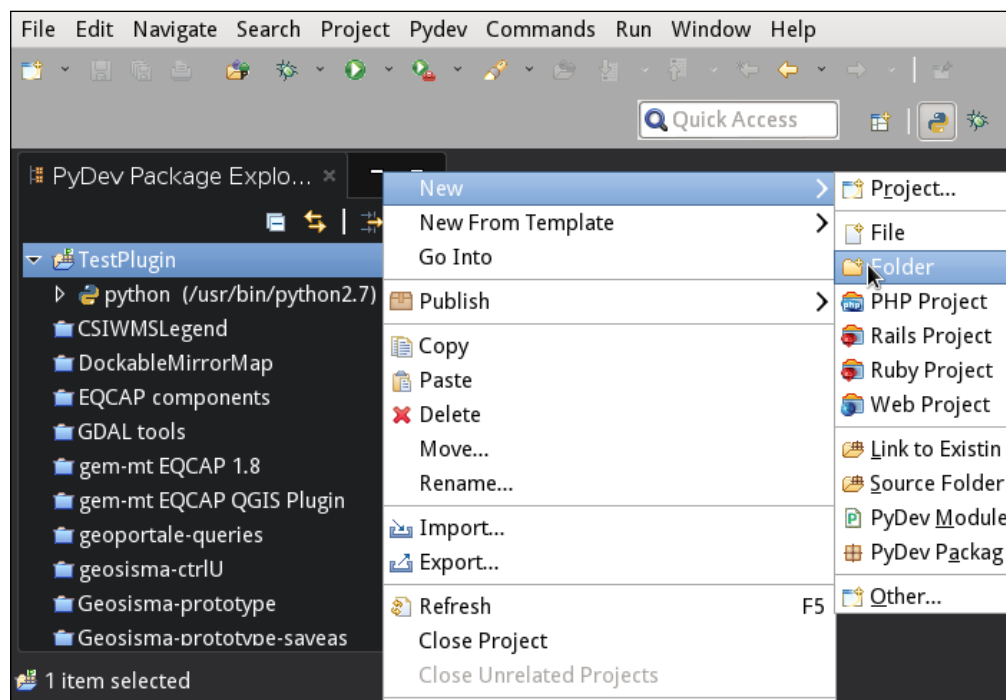 File Edit Navigate Search Project Pydev Commands Run Window Help
Quick Access
PyDev Package Explo...
TestPlugin
python (/usr/bin/python2.7)
CSIWMSLegend
DockableMirrorMap
EQCAP components
GDAL tools
gem-mt EQCAP 1.8
gem-mt EQCAP QGIS Plugin
geoportale-queries
geosisma-ctrlU
Geosisma-prototype
Geosisma-prototype-saveas
1 item selected
New
New From Template
Go Into
Publish
Copy
Paste
Delete
Move...
Rename...
Import...
Export...
Refresh F5
Close Project
Close Unrelated Projects
Project...
File
Folder
PHP Project
Rails Project
Ruby Project
Web Project
Link to Existin
Source Folder
PyDev Module
PyDev Packag
Other...